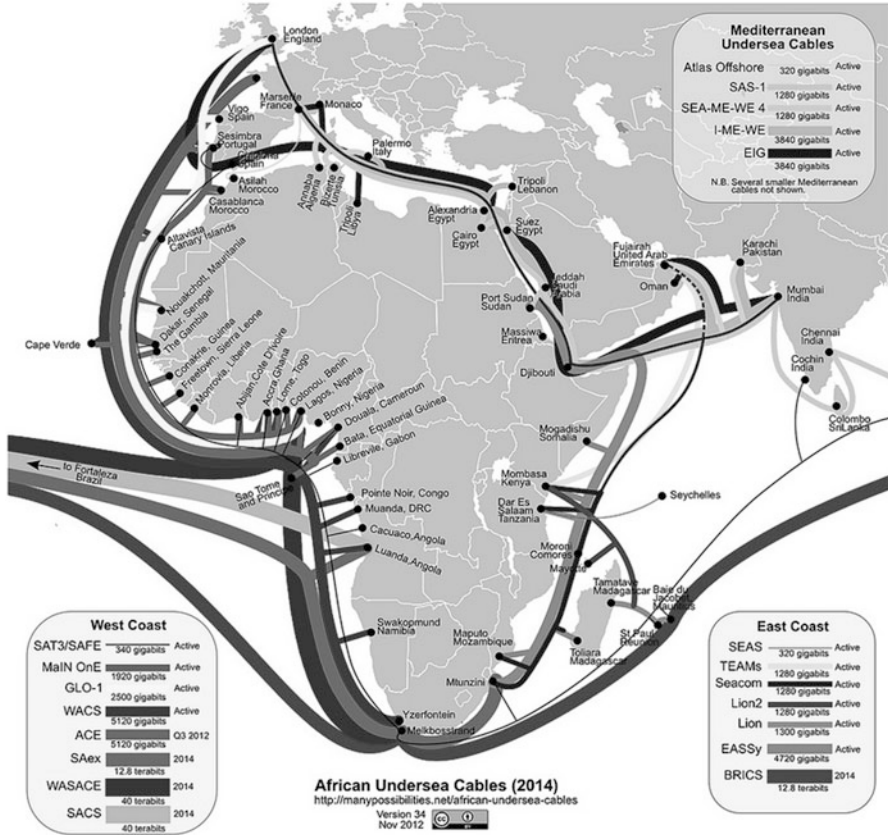 London
England
Marseille
France
Monaco
Vigo
Spain
Sesimbra
Portugal
Spain
Palermo
Italy
Asilah
Morocco
Casablanca
Morocco
Annaba
Algeria
Bizerte
Tunisia
Tripoli
Libya
Tripoli
Lebanon
Alexandria
Egypt
Cairo
Egypt
Suez
Egypt
Altavista
Canary Islands
Nouakchott, Mauritania
Dakar, Senegal
The Gambia
Cape Verde
Conakrie, Guinea
Freetown, Sierra Leone
Monrovia, Liberia
Abijan,Cote D'ivoire
Accra,Ghana
Lome, Togo
Cotonou, Benin
Lagos, Nigeria
Bonny, Nigeria
Douala, Cameroun
Bata, Equatorial Guinea
Libreville, Gabon
to Fortaleza
Brazil
Sao Tome
and Principe
Pointe Noir, Congo
Muanda, DRC
Cacuaco,Angola
Luanda,Angola
Swakopmund
Namibia
Yzerfontein
Melkbosstrand
Jeddah
Saudi
Arabia
Port Sudan
Sudan
Massiwa
Eritrea
Djibouti
Fujairah
United Arab
Emirates
Oman
Karachi
Pakistan
Mumbai
India
Chennai
India
Cochin
India
Colombo
Sri Lanka
Mogadishu
Somalia
Mombasa
Kenya
Dar Es
Salaam
Tanzania
Seychelles
Moroni
Comores
Mayotte
Tamatave
Madagascar
Baie du
Jacobet
Mauritius
St Paul
Reunion
Toliara
Madagascar
Maputo
Mozambique
Mtunzini
Mediterranean
Undersea Cables
Atlas Offshore 320 gigabits Active
SAS-1 1280 gigabits Active
SEA-ME-WE 4 1280 gigabits Active
I-ME-WE 3840 gigabits Active
EIG 3840 gigabits Active
N.B. Several smaller Mediterranean
cables not shown.
West Coast
SAT3/SAFE 340 gigabits Active
MaIN OnE 1920 gigabits Active
GLO-1 2500 gigabits Active
WACS 5120 gigabits Active
ACE 5120 gigabits Q3 2012
SAex 12.8 terabits 2014
WASACE 40 terabits 2014
SACS 40 terabits 2014
East Coast
SEAS 320 gigabits Active
TEAMs 1280 gigabits Active
Seacom 1280 gigabits Active
Lion2 1280 gigabits Active
Lion 1300 gigabits Active
EASSy 4720 gigabits Active
BRICS 12.8 terabits 2014
African Undersea Cables (2014)
http://manypossibilities.net/african-undersea-cables
Version 34
Nov 2012
cc
BY